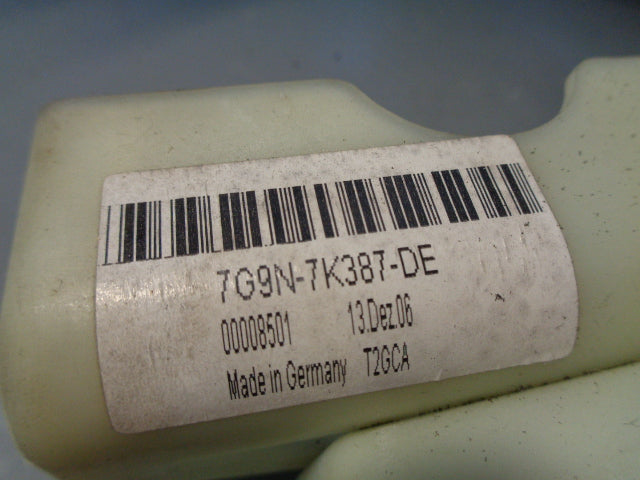 7G9N-7K387-DE
00008501 13.Dez.06
Made in Germany T2GCA